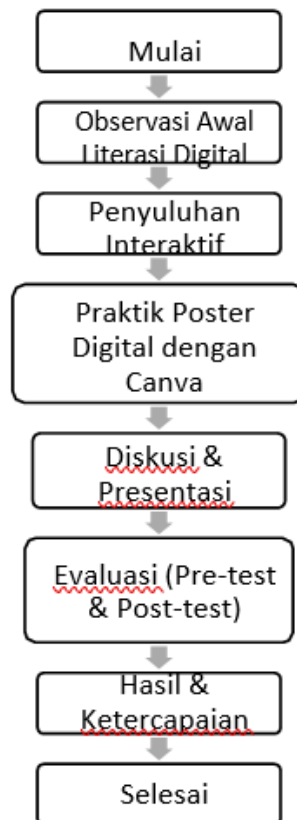 Mulai
Observasi Awal
Literasi Digital
Penyuluhan
Interaktif
Praktik Poster
Digital dengan
Canva
Diskusi &
Presentasi
Evaluasi (Pre-test
& Post-test)
Hasil &
Ketercapaian
Selesai